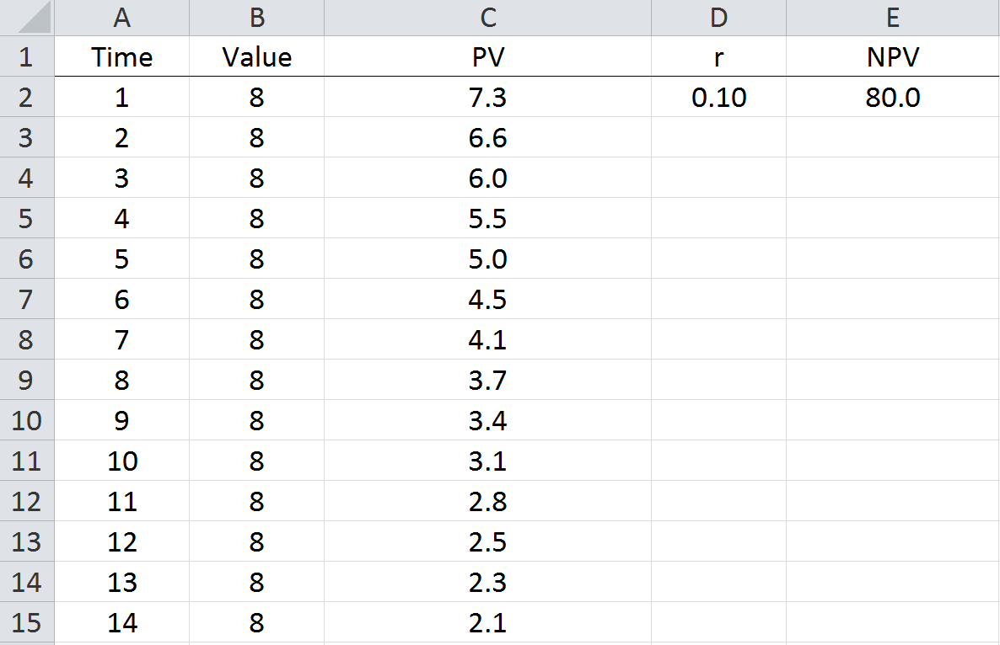 A B C D E
1 Time Value PV r NPV
2 1 8 7.3 0.10 80.0
3 2 8 6.6
4 3 8 6.0
5 4 8 5.5
6 5 8 5.0
7 6 8 4.5
8 7 8 4.1
9 8 8 3.7
10 9 8 3.4
11 10 8 3.1
12 11 8 2.8
13 12 8 2.5
14 13 8 2.3
15 14 8 2.1